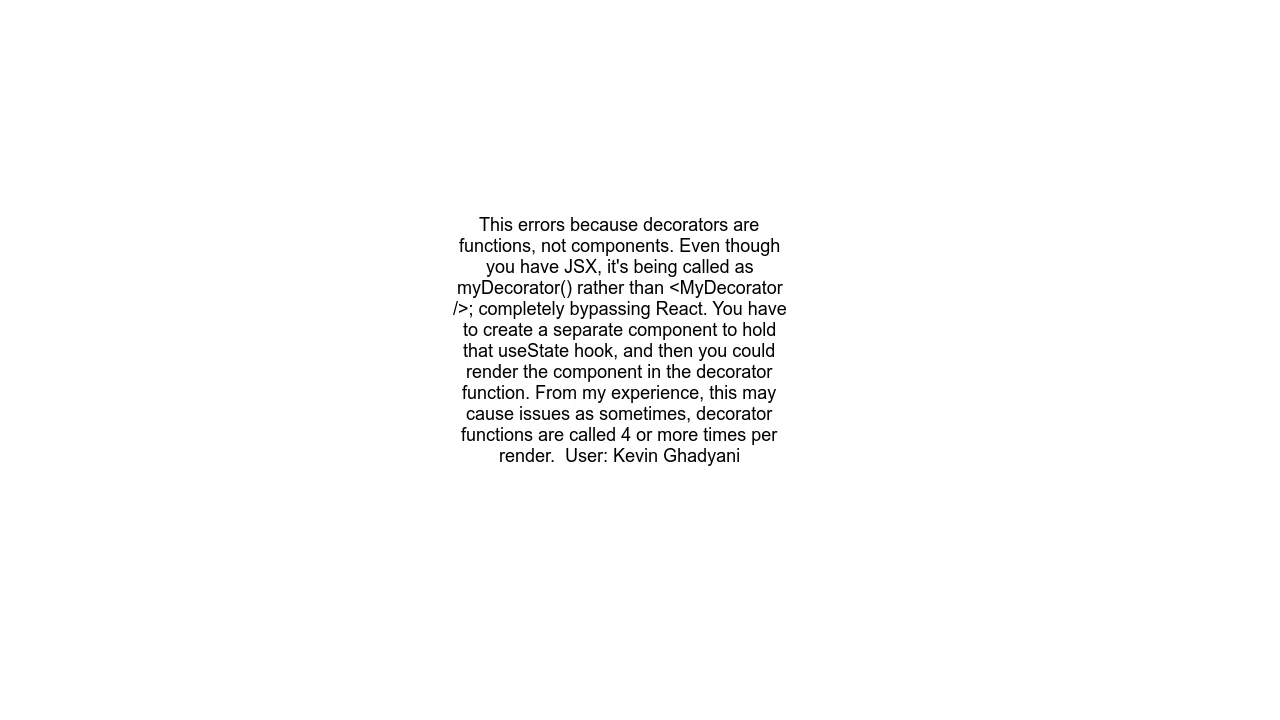 This errors because decorators are
functions, not components. Even though
you have JSX, it's being called as
myDecorator() rather than <MyDecorator
/>; completely bypassing React. You have
to create a separate component to hold
that useState hook, and then you could
render the component in the decorator
function. From my experience, this may
cause issues as sometimes, decorator
functions are called 4 or more times per
render.  User: Kevin Ghadyani